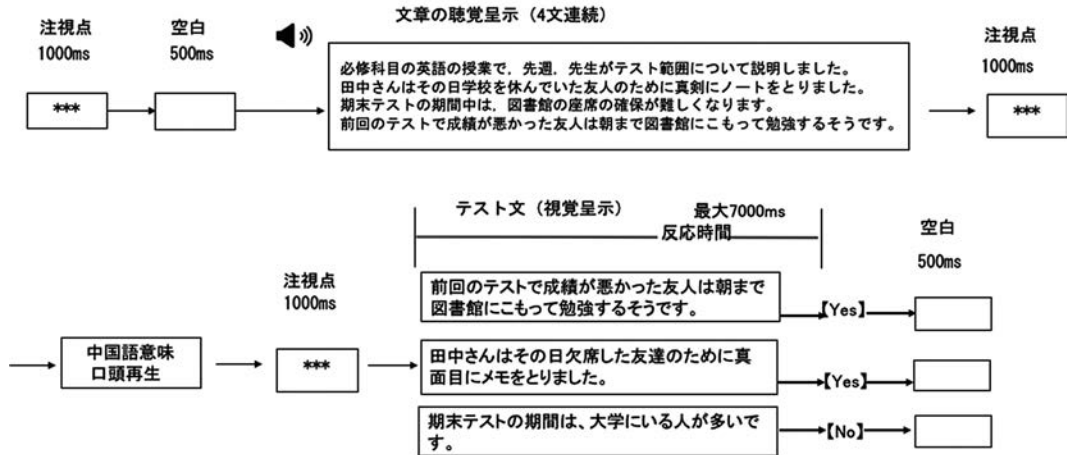 文章の聴覚呈示（4文連続）
注視点
1000ms
空白
500ms
注視点
1000ms
***
必修科目の英語の授業で，先週，先生がテスト範囲について説明しました。
田中さんはその日学校を休んでいた友人のために真剣にノートをとりました。
期末テストの期間中は，図書館の座席の確保が難しくなります。
前回のテストで成績が悪かった友人は朝まで図書館にこもって勉強するそうです。
***
テスト文（視覚呈示）
最大7000ms
反応時間
空白
500ms
注視点
1000ms
前回のテストで成績が悪かった友人は朝まで
図書館にこもって勉強するそうです。
【Yes】
中国語意味
口頭再生
***
田中さんはその日欠席した友達のために真
面目にメモをとりました。
【Yes】
期末テストの期間は、大学にいる人が多いで
す。
【No】